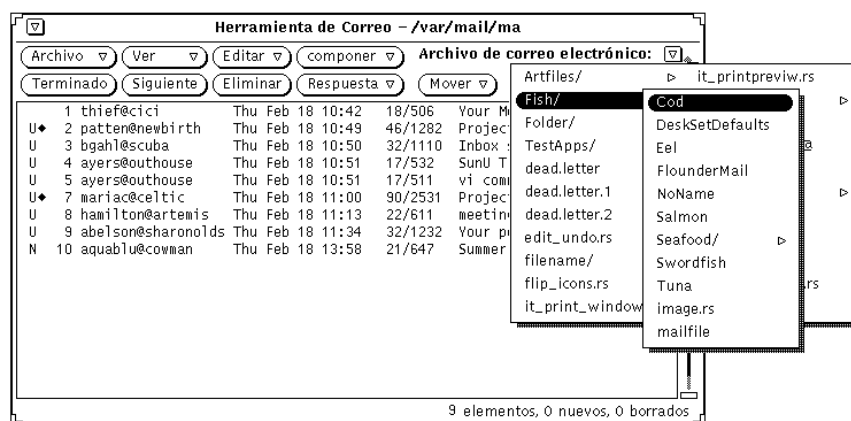 Herramienta de Correo – /var/mail/ma
Archivo Ver Editar componer Archivo de correo electrónico:
Terminado Siguiente Eliminar Respuesta Mover
1 thief@cici Thu Feb 18 10:42 18/506 Your M
U◆ 2 patten@newbirth Thu Feb 18 10:49 46/1282 Projec
U 3 bgahl@scuba Thu Feb 18 10:50 32/1110 Inbox
U 4 ayers@outhouse Thu Feb 18 10:51 17/532 SunU T
U 5 ayers@outhouse Thu Feb 18 10:51 17/511 vi com
U◆ 7 mariac@celtic Thu Feb 18 11:00 90/2531 Projec
U 8 hamilton@artemis Thu Feb 18 11:13 22/611 meetin
U 9 abelson@sharonolds Thu Feb 18 11:34 32/1232 Your p
N 10 aquablu@cowman Thu Feb 18 13:58 21/647 Summer
Artfiles/ it_printpreviw.rs
Fish/
Folder/
TestApps/
dead.letter
dead.letter.1
dead.letter.2
edit_undo.rs
filename/
flip_icons.rs .rs
it_print_window
Cod
DeskSetDefaults
Eel
FlounderMail
NoName
Salmon
Seafood/
Swordfish
Tuna
image.rs
mailfile
9 elementos, 0 nuevos, 0 borrados